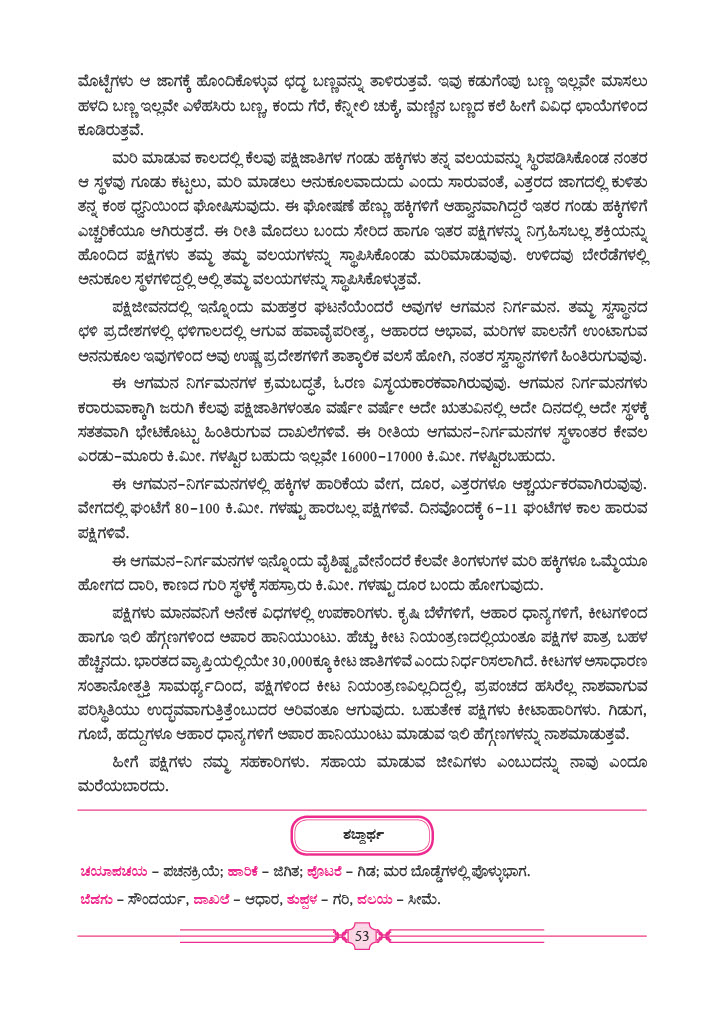 ಮೊಟ್ಟೆಗಳು ಆ ಜಾಗಕ್ಕೆ ಹೊಂದಿಕೊಳ್ಳುವ ಛದ್ಮ ಬಣ್ಣವನ್ನು ತಾಳಿರುತ್ತವೆ. ಇವು ಕಡುಗೆಂಪು ಬಣ್ಣ ಇಲ್ಲವೇ ಮಾಸಲು
ಹಳದಿ ಬಣ್ಣ ಇಲ್ಲವೇ ಎಳೆಹಸಿರು ಬಣ್ಣ, ಕಂದು ಗೆರೆ, ಕೆನ್ನೀಲಿ ಚುಕ್ಕೆ, ಮಣ್ಣಿನ ಬಣ್ಣದ ಕಲೆ ಹೀಗೆ ವಿವಿಧ ಛಾಯೆಗಳಿಂದ
ಕೂಡಿರುತ್ತವೆ.
ಮರಿ ಮಾಡುವ ಕಾಲದಲ್ಲಿ ಕೆಲವು ಪಕ್ಷಿಜಾತಿಗಳ ಗಂಡು ಹಕ್ಕಿಗಳು ತನ್ನ ವಲಯವನ್ನು ಸ್ಥಿರಪಡಿಸಿಕೊಂಡ ನಂತರ
ಆ ಸ್ಥಳವು ಗೂಡು ಕಟ್ಟಲು, ಮರಿ ಮಾಡಲು ಅನುಕೂಲವಾದುದು ಎಂದು ಸಾರುವಂತೆ, ಎತ್ತರದ ಜಾಗದಲ್ಲಿ ಕುಳಿತು
ತನ್ನ ಕಂಠ ಧ್ವನಿಯಿಂದ ಘೋಷಿಸುವುದು. ಈ ಘೋಷಣೆ ಹೆಣ್ಣು ಹಕ್ಕಿಗಳಿಗೆ ಆಹ್ವಾನವಾಗಿದ್ದರೆ ಇತರ ಗಂಡು ಹಕ್ಕಿಗಳಿಗೆ
ಎಚ್ಚರಿಕೆಯೂ ಆಗಿರುತ್ತದೆ. ಈ ರೀತಿ ಮೊದಲು ಬಂದು ಸೇರಿದ ಹಾಗೂ ಇತರ ಪಕ್ಷಿಗಳನ್ನು ನಿಗ್ರಹಿಸಬಲ್ಲ ಶಕ್ತಿಯನ್ನು
ಹೊಂದಿದ ಪಕ್ಷಿಗಳು ತಮ್ಮ ತಮ್ಮ ವಲಯಗಳನ್ನು ಸ್ಥಾಪಿಸಿಕೊಂಡು ಮರಿಮಾಡುವುವು. ಉಳಿದವು ಬೇರೆಡೆಗಳಲ್ಲಿ
ಅನುಕೂಲ ಸ್ಥಳಗಳಿದ್ದಲ್ಲಿ ಅಲ್ಲಿ ತಮ್ಮ ವಲಯಗಳನ್ನು ಸ್ಥಾಪಿಸಿಕೊಳ್ಳುತ್ತವೆ.
ಪಕ್ಷಿಜೀವನದಲ್ಲಿ ಇನ್ನೊಂದು ಮಹತ್ತರ ಘಟನೆಯೆಂದರೆ ಅವುಗಳ ಆಗಮನ ನಿರ್ಗಮನ. ತಮ್ಮ ಸ್ವಸ್ಥಾನದ
ಛಳಿ ಪ್ರದೇಶಗಳಲ್ಲಿ ಛಳಿಗಾಲದಲ್ಲಿ ಆಗುವ ಹವಾವೈಪರೀತ್ಯ, ಆಹಾರದ ಅಭಾವ, ಮರಿಗಳ ಪಾಲನೆಗೆ ಉಂಟಾಗುವ
ಅನನುಕೂಲ ಇವುಗಳಿಂದ ಅವು ಉಷ್ಣ ಪ್ರದೇಶಗಳಿಗೆ ತಾತ್ಕಾಲಿಕ ವಲಸೆ ಹೋಗಿ, ನಂತರ ಸ್ವಸ್ಥಾನಗಳಿಗೆ ಹಿಂತಿರುಗುವುವು.
ಈ ಆಗಮನ ನಿರ್ಗಮನಗಳ ಕ್ರಮಬದ್ಧತೆ, ಓರಣ ವಿಸ್ಮಯಕಾರಕವಾಗಿರುವುವು. ಆಗಮನ ನಿರ್ಗಮನಗಳು
ಕರಾರುವಾಕ್ಕಾಗಿ ಜರುಗಿ ಕೆಲವು ಪಕ್ಷಿಜಾತಿಗಳಂತೂ ವರ್ಷೇ ವರ್ಷೇ ಅದೇ ಋತುವಿನಲ್ಲಿ ಅದೇ ದಿನದಲ್ಲಿ ಅದೇ ಸ್ಥಳಕ್ಕೆ
ಸತತವಾಗಿ ಭೇಟಿಕೊಟ್ಟು ಹಿಂತಿರುಗುವ ದಾಖಲೆಗಳಿವೆ. ಈ ರೀತಿಯ ಆಗಮನ-ನಿರ್ಗಮನಗಳ ಸ್ಥಳಾಂತರ ಕೇವಲ
ಎರಡು-ಮೂರು ಕಿ.ಮೀ. ಗಳಷ್ಟಿರ ಬಹುದು ಇಲ್ಲವೇ 16000-17000 ಕಿ.ಮೀ. ಗಳಷ್ಟಿರಬಹುದು.
ಈ ಆಗಮನ-ನಿರ್ಗಮನಗಳಲ್ಲಿ ಹಕ್ಕಿಗಳ ಹಾರಿಕೆಯ ವೇಗ, ದೂರ, ಎತ್ತರಗಳೂ ಆಶ್ಚರ್ಯಕರವಾಗಿರುವುವು.
ವೇಗದಲ್ಲಿ ಘಂಟೆಗೆ 80-100 ಕಿ.ಮೀ. ಗಳಷ್ಟು ಹಾರಬಲ್ಲ ಪಕ್ಷಿಗಳಿವೆ. ದಿನವೊಂದಕ್ಕೆ 6-11 ಘಂಟೆಗಳ ಕಾಲ ಹಾರುವ
ಪಕ್ಷಿಗಳಿವೆ.
ಈ ಆಗಮನ-ನಿರ್ಗಮನಗಳ ಇನ್ನೊಂದು ವೈಶಿಷ್ಟ್ಯವೇನೆಂದರೆ ಕೆಲವೇ ತಿಂಗಳುಗಳ ಮರಿ ಹಕ್ಕಿಗಳೂ ಒಮ್ಮೆಯೂ
ಹೋಗದ ದಾರಿ, ಕಾಣದ ಗುರಿ ಸ್ಥಳಕ್ಕೆ ಸಹಸ್ರಾರು ಕಿ.ಮೀ. ಗಳಷ್ಟು ದೂರ ಬಂದು ಹೋಗುವುದು.
ಪಕ್ಷಿಗಳು ಮಾನವನಿಗೆ ಅನೇಕ ವಿಧಗಳಲ್ಲಿ ಉಪಕಾರಿಗಳು. ಕೃಷಿ ಬೆಳೆಗಳಿಗೆ, ಆಹಾರ ಧಾನ್ಯಗಳಿಗೆ, ಕೀಟಗಳಿಂದ
ಹಾಗೂ ಇಲಿ ಹೆಗ್ಗಣಗಳಿಂದ ಅಪಾರ ಹಾನಿಯುಂಟು. ಹೆಚ್ಚು ಕೀಟ ನಿಯಂತ್ರಣದಲ್ಲಿಯಂತೂ ಪಕ್ಷಿಗಳ ಪಾತ್ರ ಬಹಳ
ಹೆಚ್ಚಿನದು. ಭಾರತದ ವ್ಯಾಪ್ತಿಯಲ್ಲಿಯೇ 30,000ಕ್ಕೂ ಕೀಟ ಜಾತಿಗಳಿವೆ ಎಂದು ನಿರ್ಧರಿಸಲಾಗಿದೆ. ಕೀಟಗಳ ಅಸಾಧಾರಣ
ಸಂತಾನೋತ್ಪತ್ತಿ ಸಾಮರ್ಥ್ಯದಿಂದ, ಪಕ್ಷಿಗಳಿಂದ ಕೀಟ ನಿಯಂತ್ರಣವಿಲ್ಲದಿದ್ದಲ್ಲಿ, ಪ್ರಪಂಚದ ಹಸಿರೆಲ್ಲ ನಾಶವಾಗುವ
ಪರಿಸ್ಥಿತಿಯು ಉದ್ಭವವಾಗುತ್ತಿತ್ತೆಂಬುದರ ಅರಿವಂತೂ ಆಗುವುದು. ಬಹುತೇಕ ಪಕ್ಷಿಗಳು ಕೀಟಾಹಾರಿಗಳು. ಗಿಡುಗ,
ಗೂಬೆ, ಹದ್ದುಗಳೂ ಆಹಾರ ಧಾನ್ಯಗಳಿಗೆ ಅಪಾರ ಹಾನಿಯುಂಟು ಮಾಡುವ ಇಲಿ ಹೆಗ್ಗಣಗಳನ್ನು ನಾಶಮಾಡುತ್ತವೆ.
ಹೀಗೆ ಪಕ್ಷಿಗಳು ನಮ್ಮ ಸಹಕಾರಿಗಳು. ಸಹಾಯ ಮಾಡುವ ಜೀವಿಗಳು ಎಂಬುದನ್ನು ನಾವು ಎಂದೂ
ಮರೆಯಬಾರದು.
ಶಬ್ದಾರ್ಥ
ಚಯಾಪಚಯ - ಪಚನಕ್ರಿಯೆ; ಹಾರಿಕೆ - ಜಿಗಿತ; ಪೊಟರೆ - ಗಿಡ; ಮರ ಬೊಡ್ಡೆಗಳಲ್ಲಿ ಪೊಳ್ಳುಭಾಗ.
ಬೆಡಗು - ಸೌಂದರ್ಯ, ದಾಖಲೆ - ಆಧಾರ, ತುಪ್ಪಳ - ಗರಿ, ವಲಯ - ಸೀಮೆ.
53